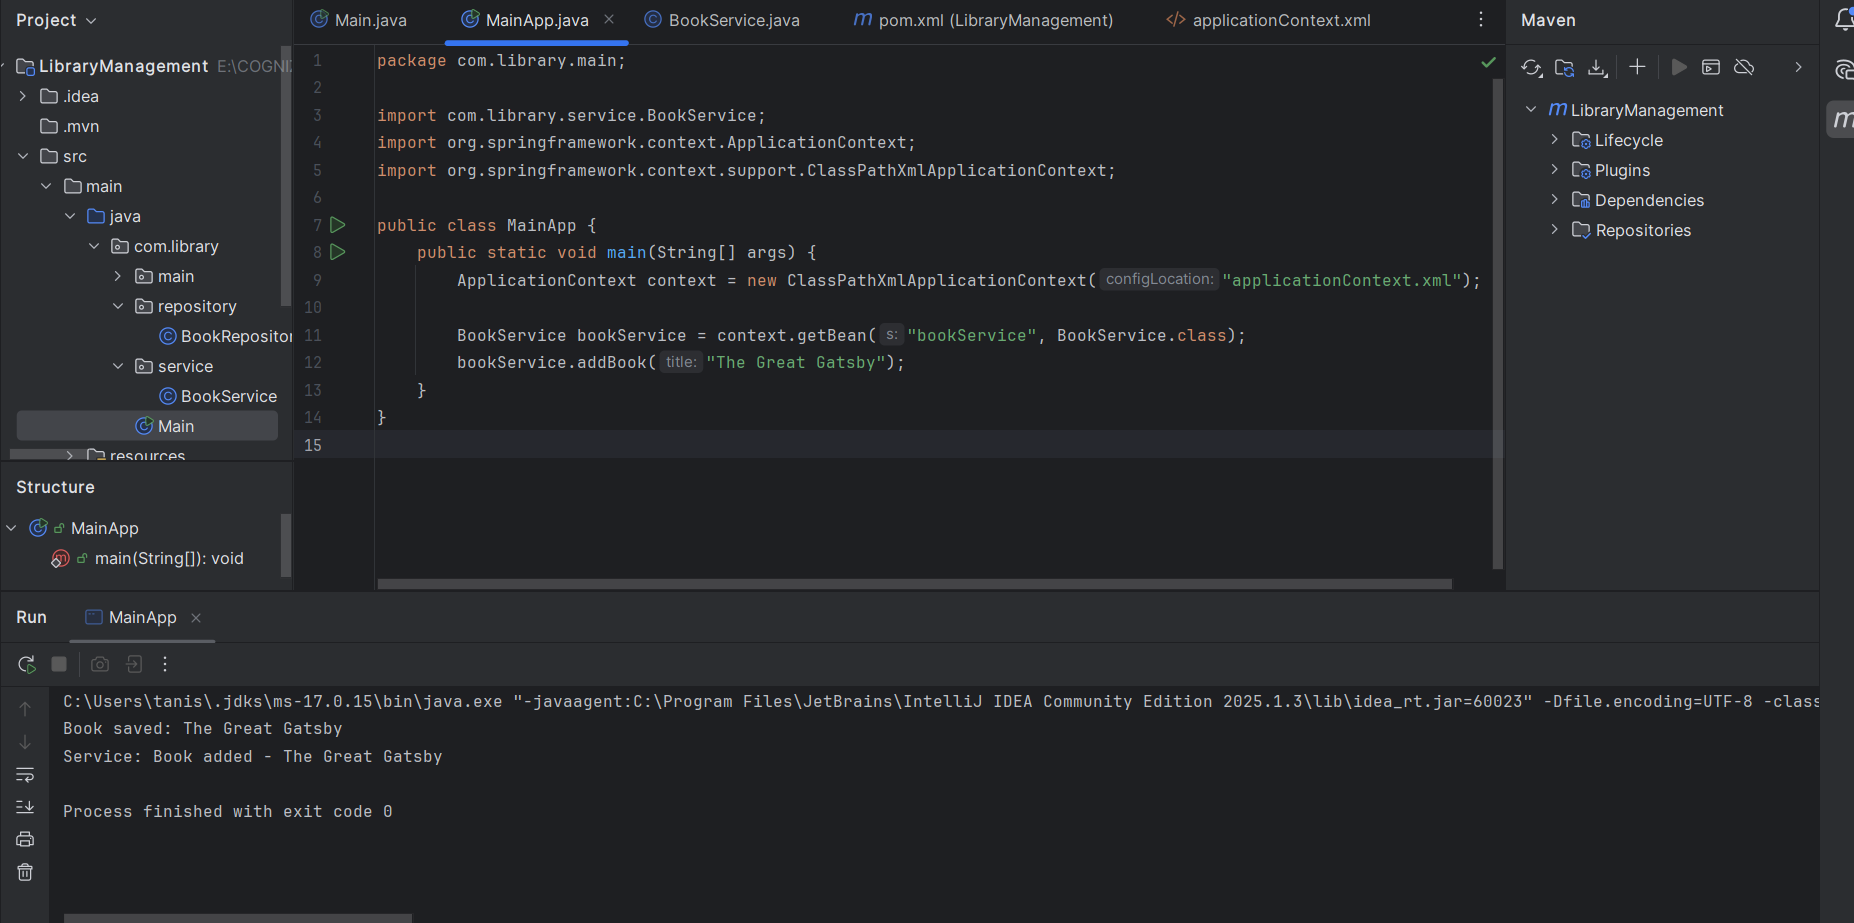 Project
LibraryManagement E:\COGNIZ
.idea
.mvn
src
main
java
com.library
main
repository
BookRepositor
service
BookService
Main
resources
Structure
MainApp
main(String[]): void
Main.java MainApp.java BookService.java pom.xml (LibraryManagement) applicationContext.xml
1 package com.library.main;
2
3 import com.library.service.BookService;
4 import org.springframework.context.ApplicationContext;
5 import org.springframework.context.support.ClassPathXmlApplicationContext;
6
7 public class MainApp {
8 public static void main(String[] args) {
9 ApplicationContext context = new ClassPathXmlApplicationContext( configLocation: "applicationContext.xml");
10
11 BookService bookService = context.getBean( s: "bookService", BookService.class);
12 bookService.addBook( title: "The Great Gatsby");
13 }
14 }
15
Maven
LibraryManagement
Lifecycle
Plugins
Dependencies
Repositories
Run MainApp
C:\Users\tanis\.jdks\ms-17.0.15\bin\java.exe "-javaagent:C:\Program Files\JetBrains\IntelliJ IDEA Community Edition 2025.1.3\lib\idea_rt.jar=60023" -Dfile.encoding=UTF-8 -class
Book saved: The Great Gatsby
Service: Book added - The Great Gatsby
Process finished with exit code 0